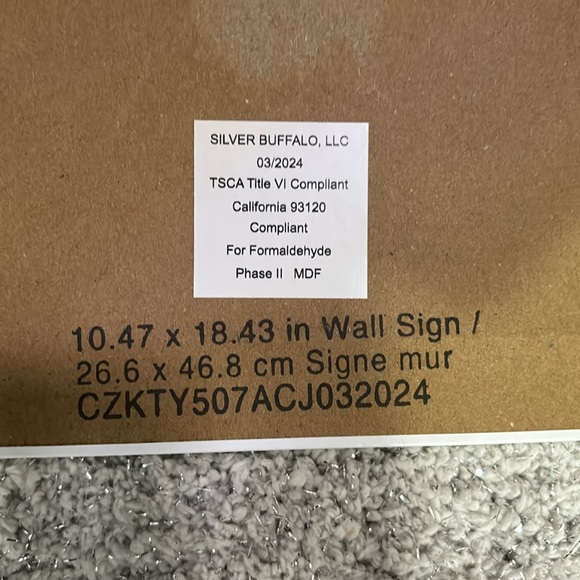 SILVER BUFFALO, LLC
03/2024
TSCA Title VI Compliant
California 93120
Compliant
For Formaldehyde
Phase II MDF
10.47 x 18.43 in Wall Sign /
26.6 x 46.8 cm Signe mur
CZKTY507ACJ032024